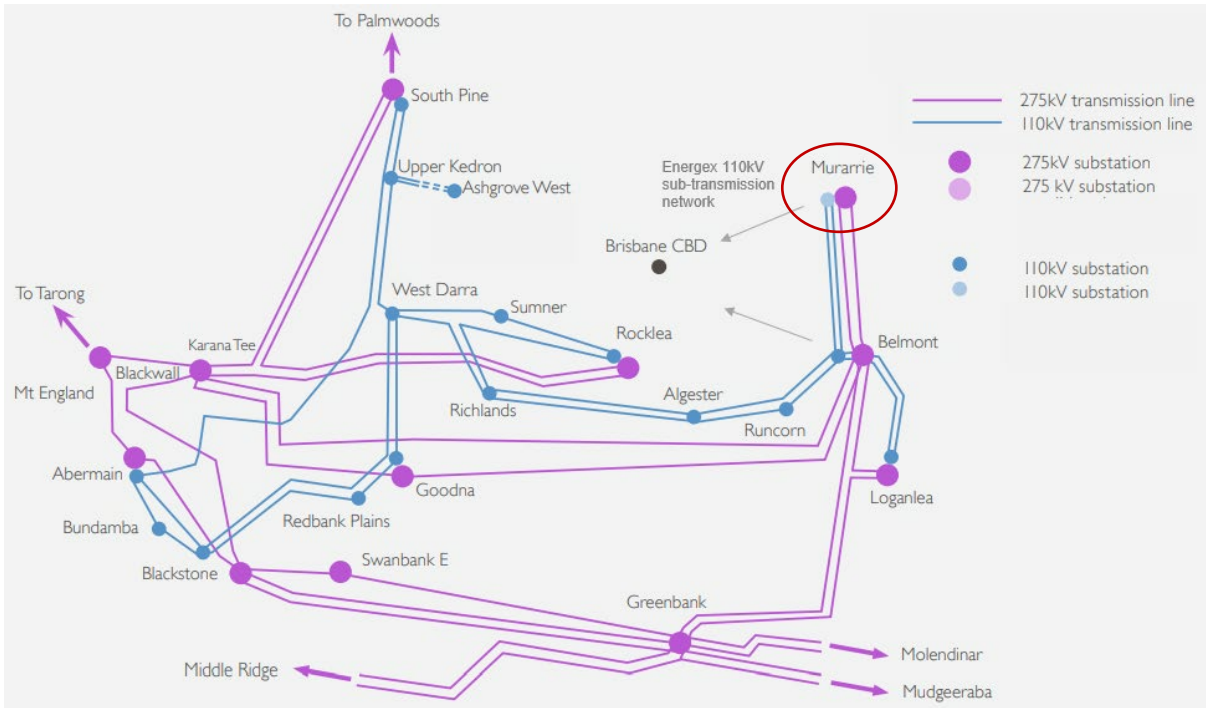 To Palmwoods
South Pine
Upper Kedron
Ashgrove West
Energex 110kV
sub-transmission
network
Murarrie
275kV transmission line
110kV transmission line
275kV substation
275 kV substation
110kV substation
110kV substation
Brisbane CBD
To Tarong
West Darra
Sumner
Rocklea
Karana Tee
Blackwall
Mt England
Belmont
Richlands
Algester
Runcorn
Abermain
Goodna
Loganlea
Bundamba
Redbank Plains
Blackstone
Swanbank E
Greenbank
Middle Ridge
Molendinar
Mudgeeraba